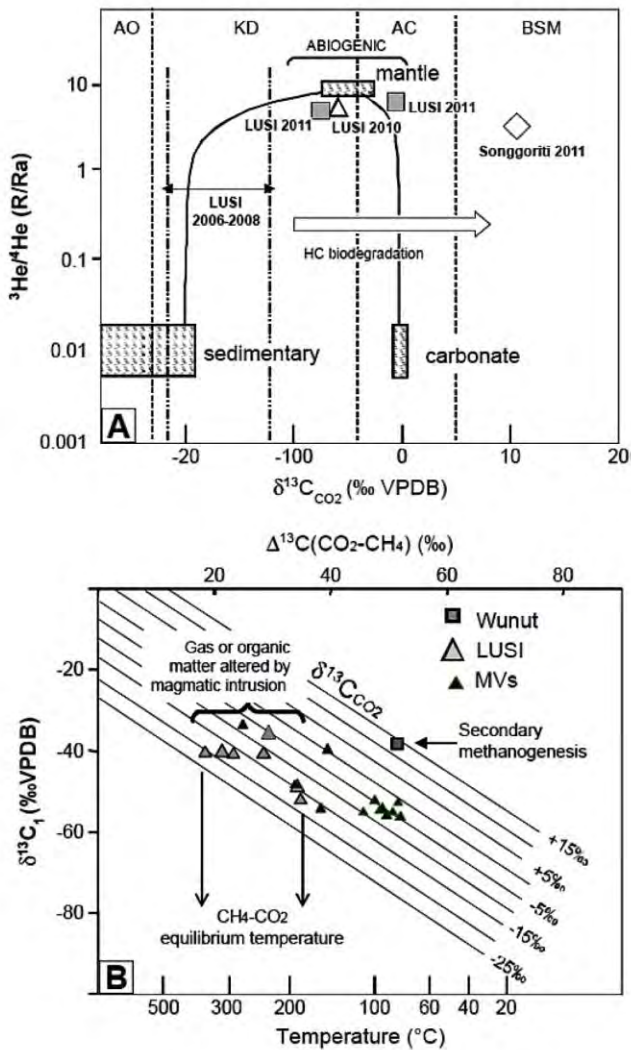 AO KD AC BSM
ABIOGENIC
mantle
10
LUSI 2011
LUSI 2010
LUSI 2011
Songgoriti 2011
1
LUSI
2006-2008
HC biodegradation
0.1
³He/⁴He (R/Ra)
0.01
sedimentary
carbonate
0.001
A
-20 -100 0 10 20
δ¹³C_CO2 (‰ VPDB)
Δ¹³C(CO₂-CH₄) (‰)
20 40 60 80
Wunut
LUSI
MVs
Gas or organic
matter altered by
magmatic intrusion
δ¹³C_CO2
Secondary
methanogenesis
-20
-40
-60
-80
δ¹³C₁ (‰VPDB)
+15‰
+5‰
-5‰
-15‰
-25‰
CH4-CO2
equilibrium temperature
B
500 300 200 100 60 40 20
Temperature (°C)